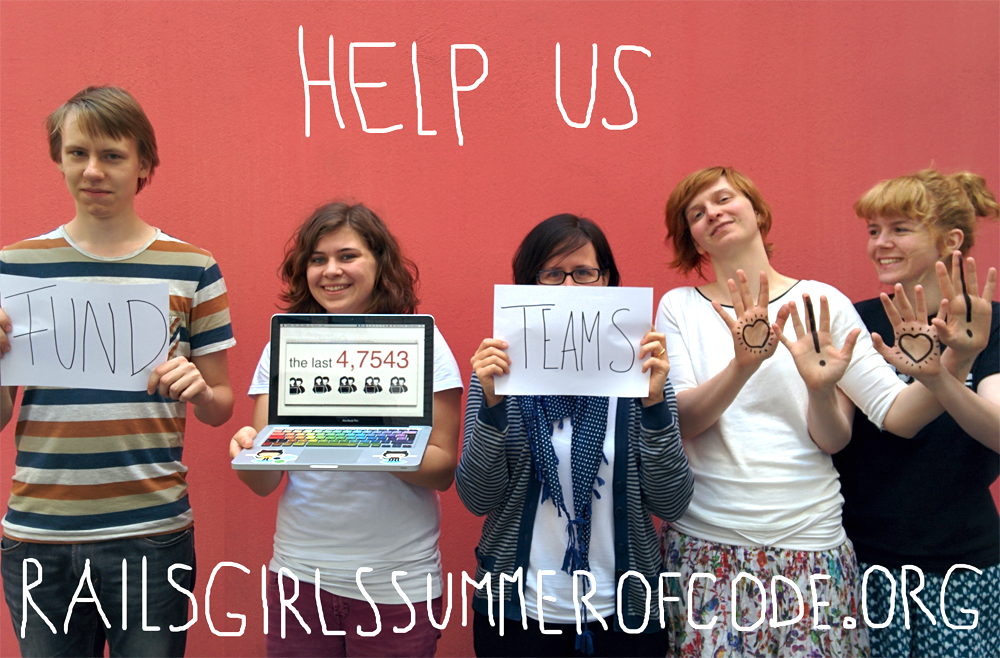 HELP US
FUND
the last 4,7543
TEAMS
!
!
RAILSGIRLSSUMMEROFCODE.ORG